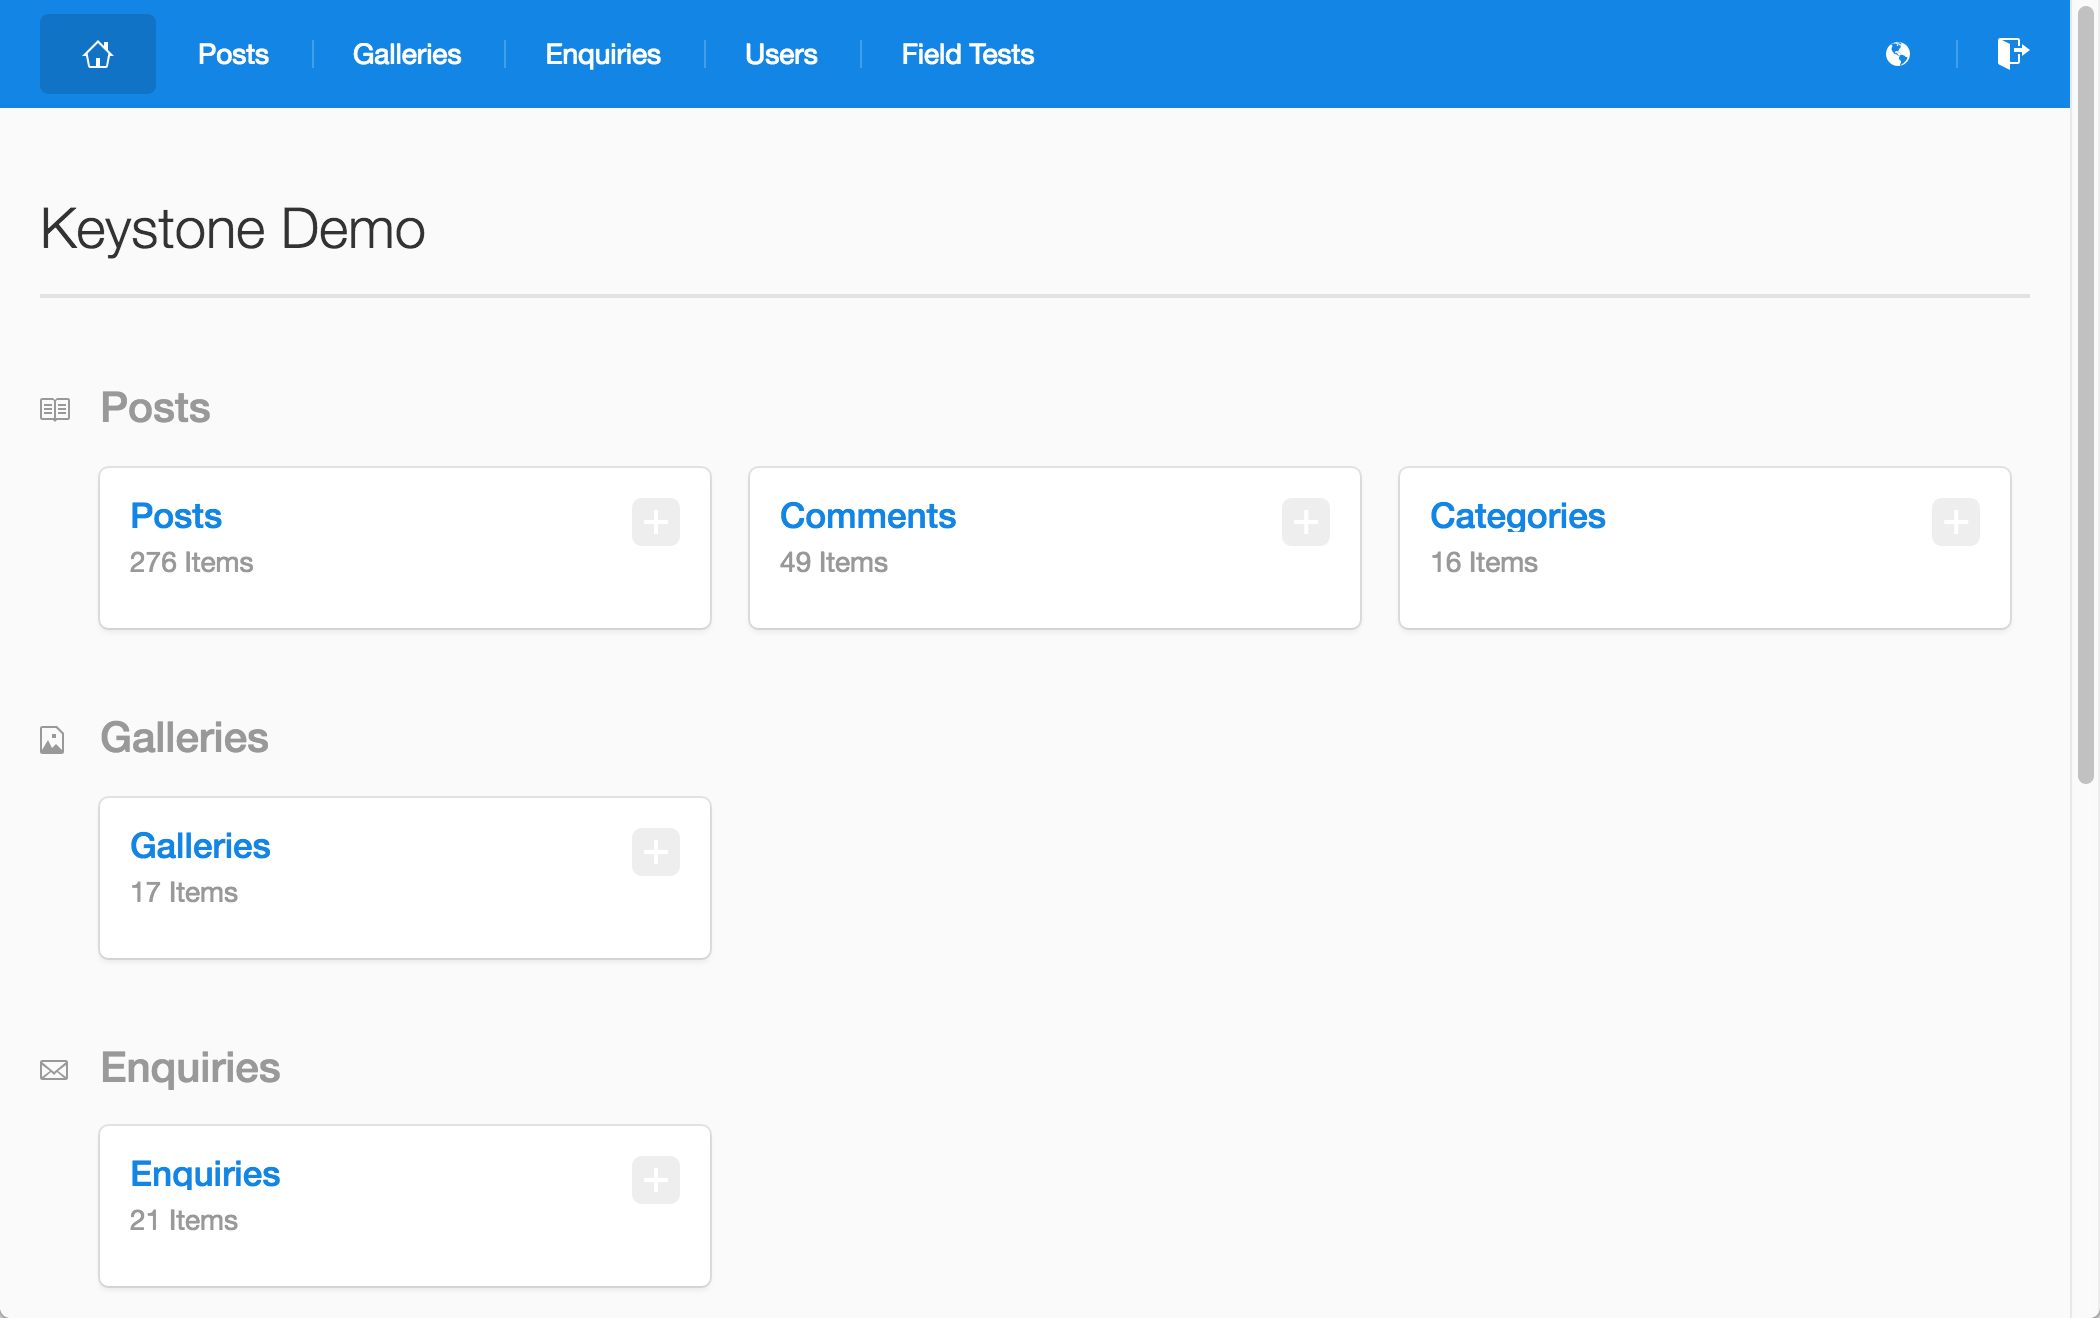 Posts
Galleries
Enquiries
Users
Field Tests
Keystone Demo
Posts
Posts
276 Items
Comments
49 Items
Categories
16 Items
Galleries
Galleries
17 Items
Enquiries
Enquiries
21 Items